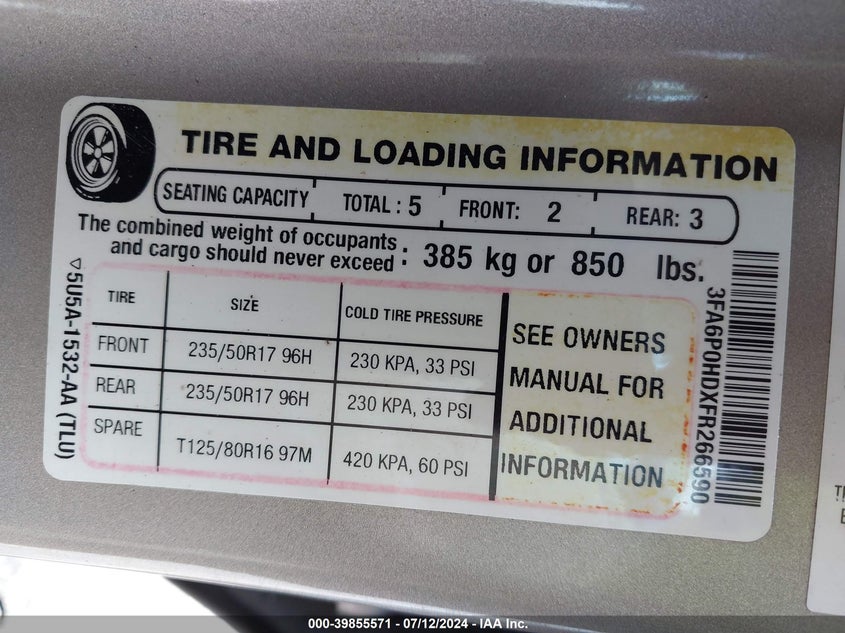 TIRE AND LOADING INFORMATION
SEATING CAPACITY TOTAL : 5 FRONT: 2 REAR: 3
The combined weight of occupants
and cargo should never exceed : 385 kg or 850 lbs.
TIRE SIZE COLD TIRE PRESSURE
FRONT 235/50R17 96H 230 KPA, 33 PSI
REAR 235/50R17 96H 230 KPA, 33 PSI
SPARE T125/80R16 97M 420 KPA, 60 PSI
SEE OWNERS
MANUAL FOR
ADDITIONAL
INFORMATION
5U5A-1532-AA (TLU)
3FA6P0HDXFR266590
000-39855571 / 07/12/2024 - IAA Inc.